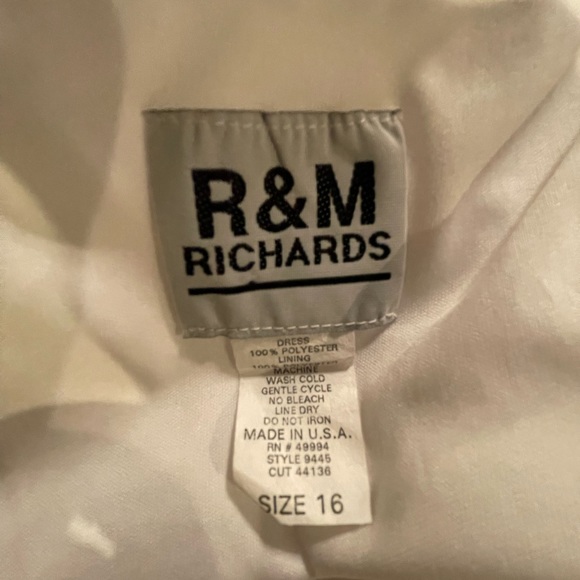 R&M
RICHARDS
DRESS
100% POLYESTER
LINING
100%
MACHINE
WASH COLD
GENTLE CYCLE
NO BLEACH
LINE DRY
DO NOT IRON
MADE IN U.S.A.
RN # 49994
STYLE 9445
CUT 44136
SIZE 16